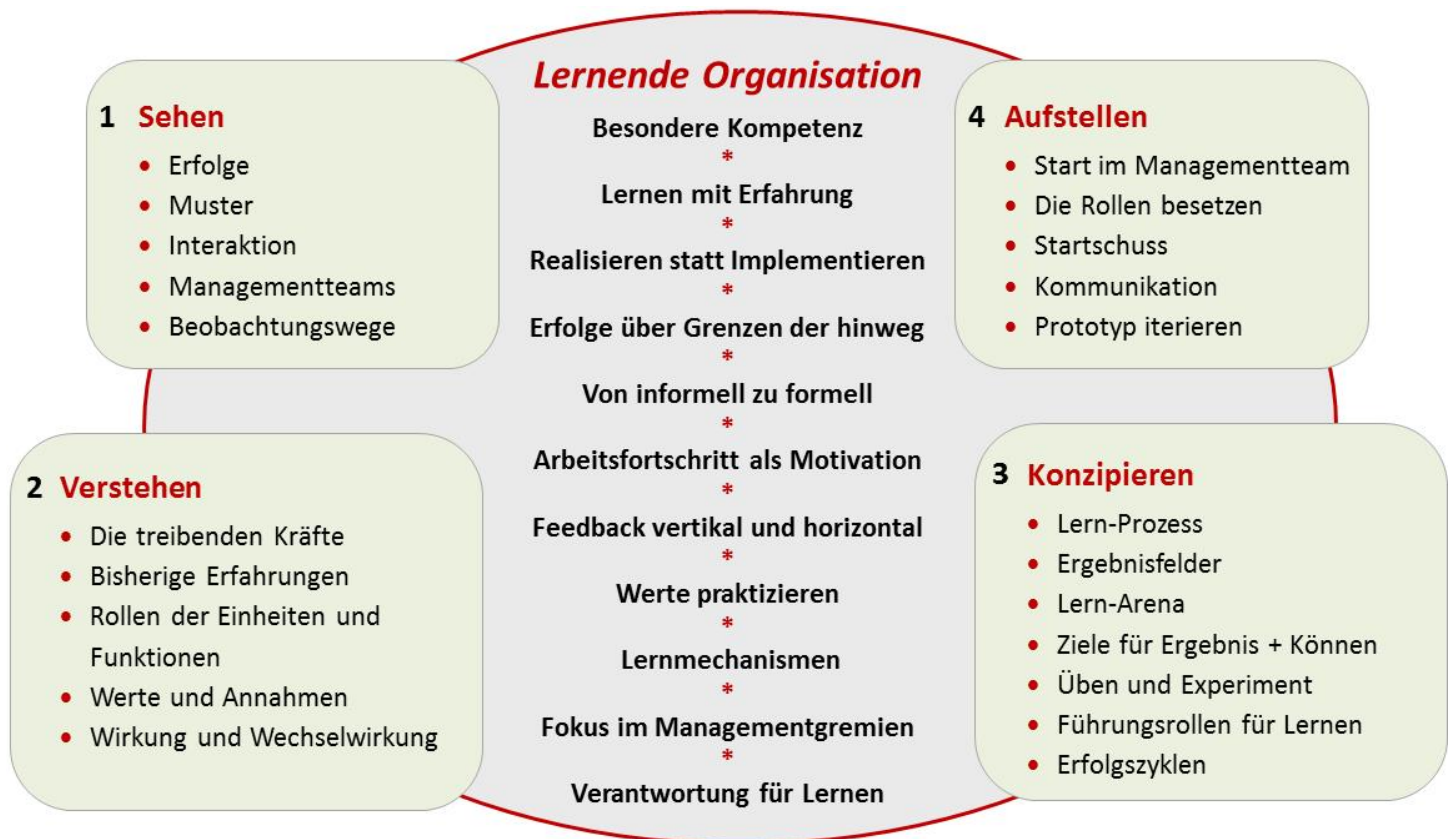 Lernende Organisation
Besondere Kompetenz
*
Lernen mit Erfahrung
*
Realisieren statt Implementieren
*
Erfolge über Grenzen der hinweg
*
Von informell zu formell
*
Arbeitsfortschritt als Motivation
*
Feedback vertikal und horizontal
*
Werte praktizieren
*
Lernmechanismen
*
Fokus im Managementgremien
*
Verantwortung für Lernen
1 Sehen
• Erfolge
• Muster
• Interaktion
• Managementteams
• Beobachtungswege
2 Verstehen
• Die treibenden Kräfte
• Bisherige Erfahrungen
• Rollen der Einheiten und
Funktionen
• Werte und Annahmen
• Wirkung und Wechselwirkung
3 Konzipieren
• Lern-Prozess
• Ergebnisfelder
• Lern-Arena
• Ziele für Ergebnis + Können
• Üben und Experiment
• Führungsrollen für Lernen
• Erfolgszyklen
4 Aufstellen
• Start im Managementteam
• Die Rollen besetzen
• Startschuss
• Kommunikation
• Prototyp iterieren